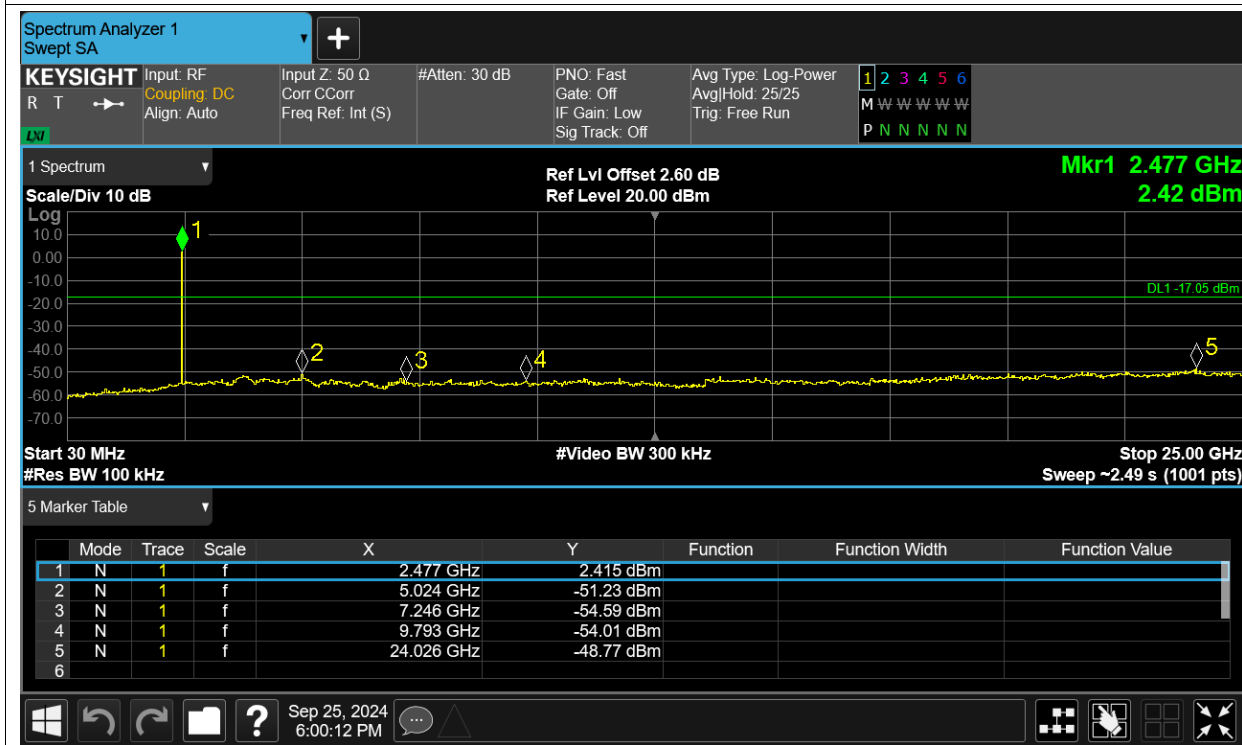 Spectrum Analyzer 1
Swept SA
+
KEYSIGHT Input: RF Input Z: 50 Ω #Atten: 30 dB PNO: Fast Avg Type: Log-Power 1 2 3 4 5 6
R T Coupling: DC Corr CCorr Gate: Off Avg|Hold: 25/25 M W W W W W
Align: Auto Freq Ref: Int (S) IF Gain: Low Trig: Free Run
LXI Sig Track: Off P N N N N N
1 Spectrum Ref Lvl Offset 2.60 dB Mkr1 2.477 GHz
Scale/Div 10 dB Ref Level 20.00 dBm 2.42 dBm
Log
10.0 1
0.00
-10.0
DL1 -17.05 dBm
-20.0
-30.0
-40.0 2 3 4 5
-50.0
-60.0
-70.0
Start 30 MHz #Video BW 300 kHz Stop 25.00 GHz
#Res BW 100 kHz Sweep ~2.49 s (1001 pts)
5 Marker Table
Mode Trace Scale X Y Function Function Width Function Value
1 N 1 f 2.477 GHz 2.415 dBm
2 N 1 f 5.024 GHz -51.23 dBm
3 N 1 f 7.246 GHz -54.59 dBm
4 N 1 f 9.793 GHz -54.01 dBm
5 N 1 f 24.026 GHz -48.77 dBm
6
? Sep 25, 2024
6:00:12 PM